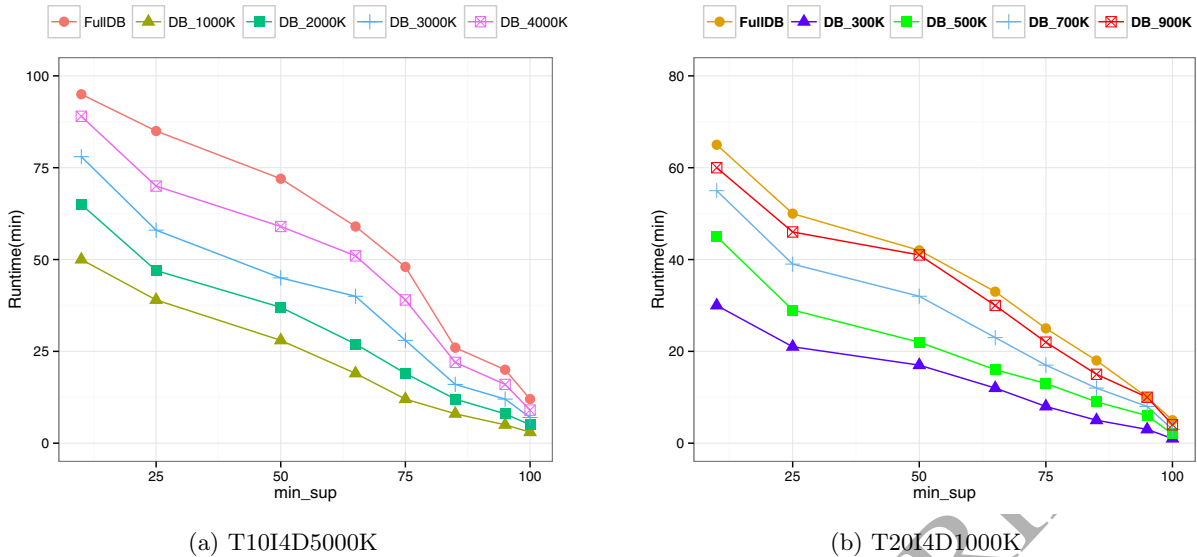 FullDB DB_1000K DB_2000K DB_3000K DB_4000K
100
75
50
25
0
Runtime(min)
25 50 75 100
min_sup
(a) T10I4D5000K
FullDB DB_300K DB_500K DB_700K DB_900K
80
60
40
20
0
Runtime(min)
25 50 75 100
min_sup
(b) T20I4D1000K